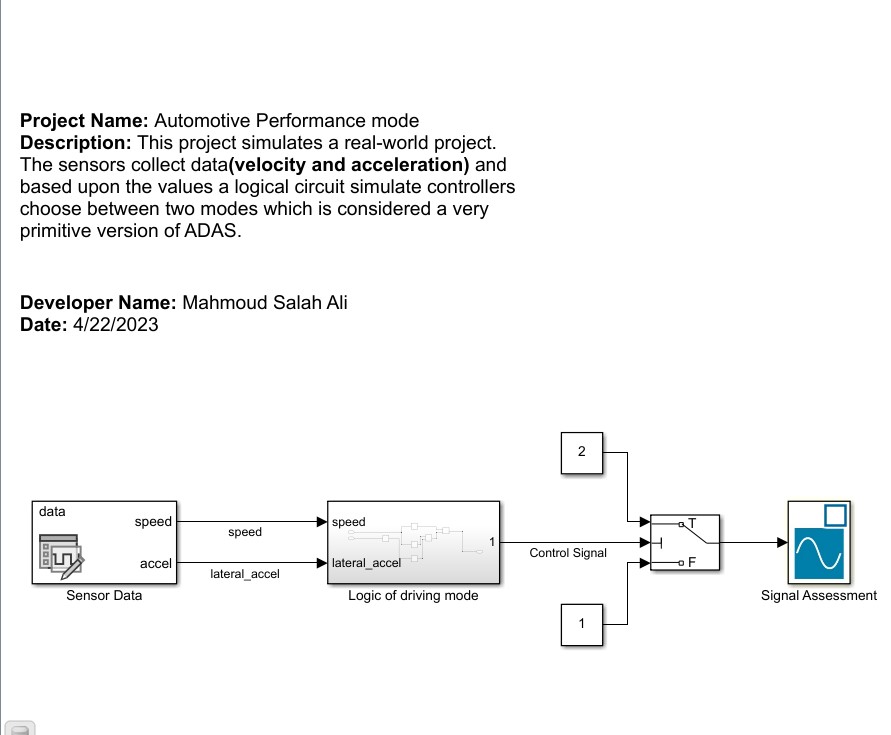 Project Name: Automotive Performance mode
Description: This project simulates a real-world project.
The sensors collect data(velocity and acceleration) and
based upon the values a logical circuit simulate controllers
choose between two modes which is considered a very
primitive version of ADAS.
Developer Name: Mahmoud Salah Ali
Date: 4/22/2023
2
data
speed
accel
Sensor Data
speed
lateral_accel
speed
lateral_accel
1
Logic of driving mode
Control Signal
T
F
1
Signal Assessment